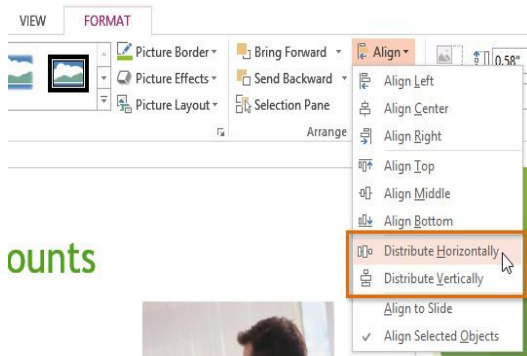 VIEW FORMAT
Picture Border Bring Forward Align
Picture Effects Send Backward 0.58"
Picture Layout Selection Pane
Arrange
Align Left
Align Center
Align Right
Align Top
Align Middle
Align Bottom
Distribute Horizontally
Distribute Vertically
Align to Slide
Align Selected Objects
ounts